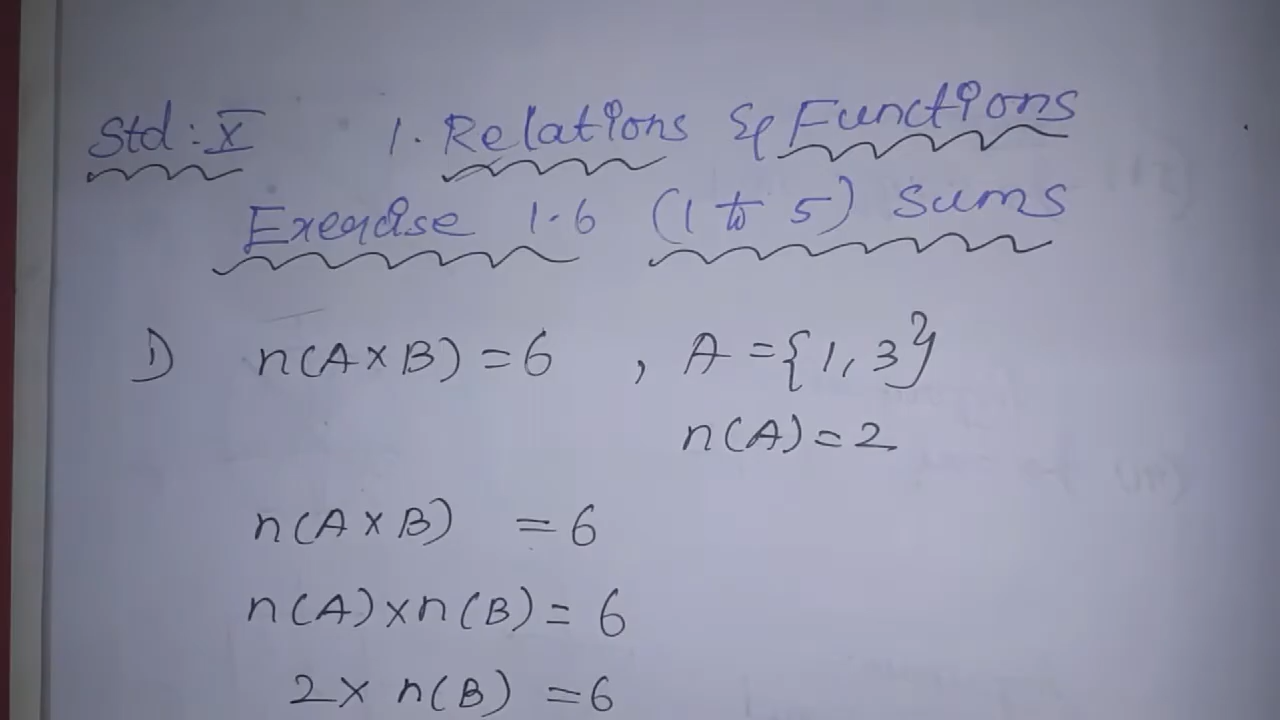 Std: X 1. Relations & Functions
Exercise 1.6 (1 to 5) sums
1) n(A×B) = 6 , A = {1, 3}
n(A) = 2
n(A×B) = 6
n(A)×n(B) = 6
2× n(B) = 6